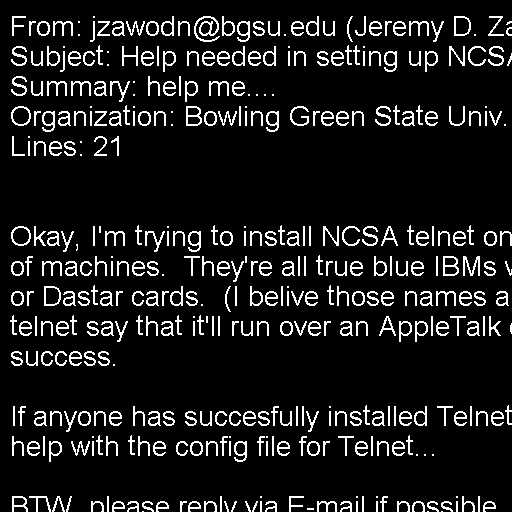 From: jzawodn@bgsu.edu (Jeremy D. Za
Subject: Help needed in setting up NCSA
Summary: help me....
Organization: Bowling Green State Univ.
Lines: 21

Okay, I'm trying to install NCSA telnet on
of machines.  They're all true blue IBMs
or Dastar cards.  (I belive those names a
telnet say that it'll run over an AppleTalk
success.

If anyone has succesfully installed Telnet
help with the config file for Telnet...

BTW, please reply via E-mail if possible